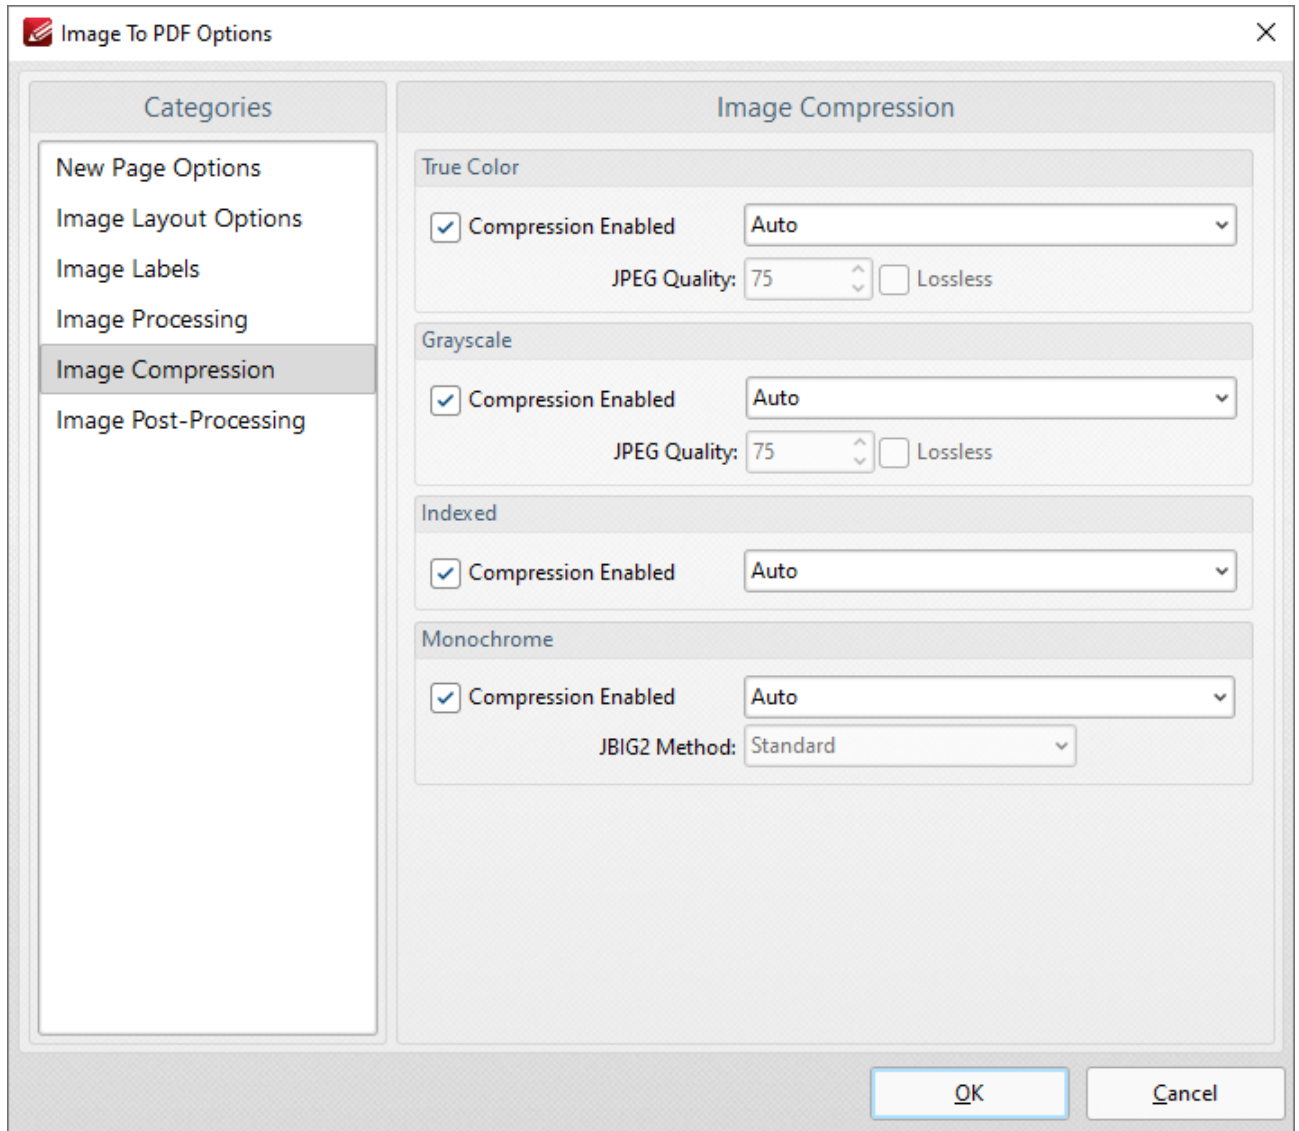 Image To PDF Options
Categories
New Page Options
Image Layout Options
Image Labels
Image Processing
Image Compression
Image Post-Processing
Image Compression
True Color
Compression Enabled Auto
JPEG Quality: 75 Lossless
Grayscale
Compression Enabled Auto
JPEG Quality: 75 Lossless
Indexed
Compression Enabled Auto
Monochrome
Compression Enabled Auto
JBIG2 Method: Standard
OK Cancel